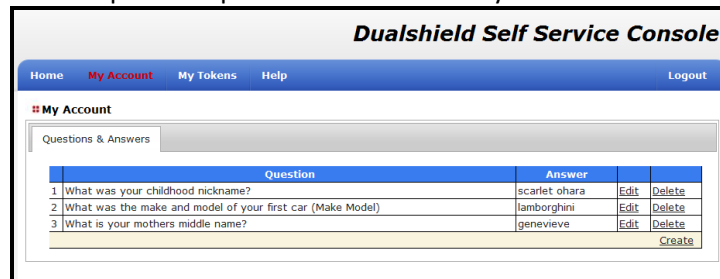 Dualshield Self Service Console
Home My Account My Tokens Help Logout
My Account
Questions & Answers
Question Answer
1 What was your childhood nickname? scarlet ohara Edit Delete
2 What was the make and model of your first car (Make Model) lamborghini Edit Delete
3 What is your mothers middle name? genevieve Edit Delete
Create